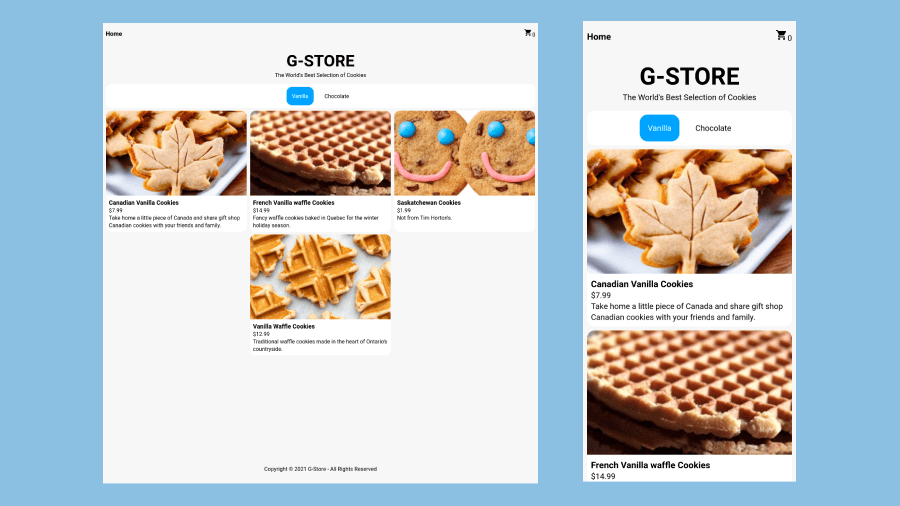 Home
0
G-STORE
The World's Best Selection of Cookies
Vanilla
Chocolate
Canadian Vanilla Cookies
$7.99
Take home a little piece of Canada and share gift shop
Canadian cookies with your friends and family.
French Vanilla waffle Cookies
$14.99
Fancy waffle cookies baked in Quebec for the winter
holiday season.
Saskatchewan Cookies
$1.99
Not from Tim Horton's.
Vanilla Waffle Cookies
$12.99
Traditional waffle cookies made in the heart of Ontario's
countryside.
Copyright © 2021 G-Store - All Rights Reserved
Home
0
G-STORE
The World's Best Selection of Cookies
Vanilla
Chocolate
Canadian Vanilla Cookies
$7.99
Take home a little piece of Canada and share gift shop
Canadian cookies with your friends and family.
French Vanilla waffle Cookies
$14.99